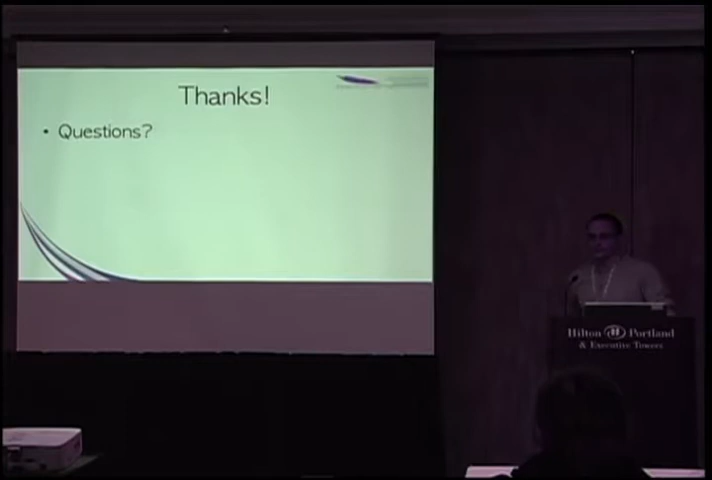 Thanks!
• Questions?
Hilton Portland
& Executive Towers